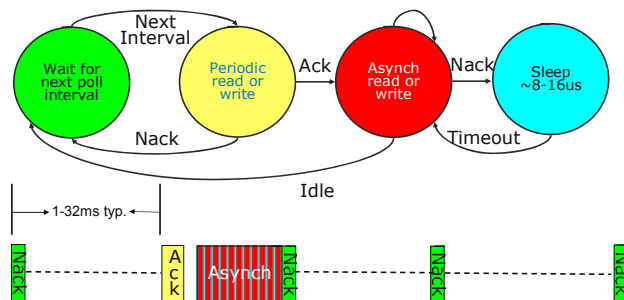 Next
Interval
Wait for
next poll
interval
Periodic
read or
write
Ack
Asynch
read or
write
Nack
Sleep
~8-16us
Nack
Timeout
Idle
1-32ms typ.
Nack
Ack
Asynch
Nack
Nack
Nack